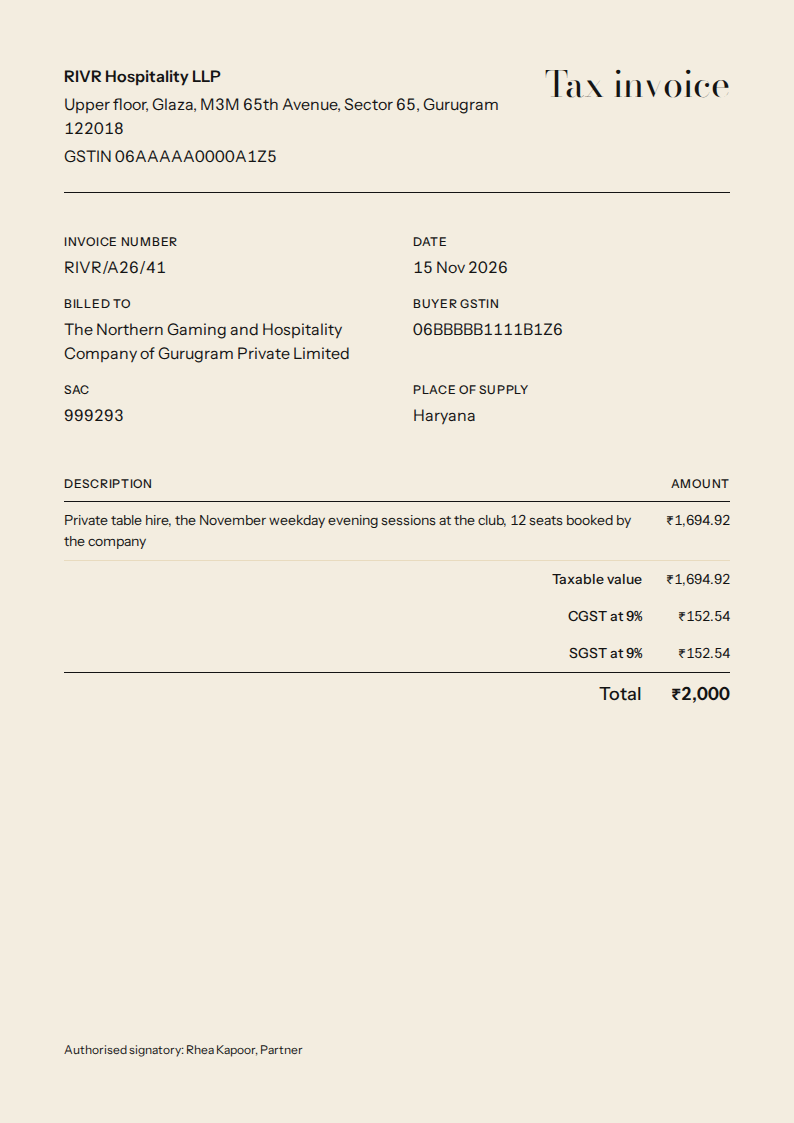 RIVR Hospitality LLP
Tax invoice
Upper floor, Glaza, M3M 65th Avenue, Sector 65, Gurugram
122018
GSTIN 06AAAAA0000A1Z5
INVOICE NUMBER
RIVR/A26/41
DATE
15 Nov 2026
BILLED TO
The Northern Gaming and Hospitality
Company of Gurugram Private Limited
BUYER GSTIN
06BBBBB1111B1Z6
SAC
999293
PLACE OF SUPPLY
Haryana
DESCRIPTION AMOUNT
Private table hire, the November weekday evening sessions at the club, 12 seats booked by ₹1,694.92
the company
Taxable value ₹1,694.92
CGST at 9% ₹152.54
SGST at 9% ₹152.54
Total ₹2,000
Authorised signatory: Rhea Kapoor, Partner